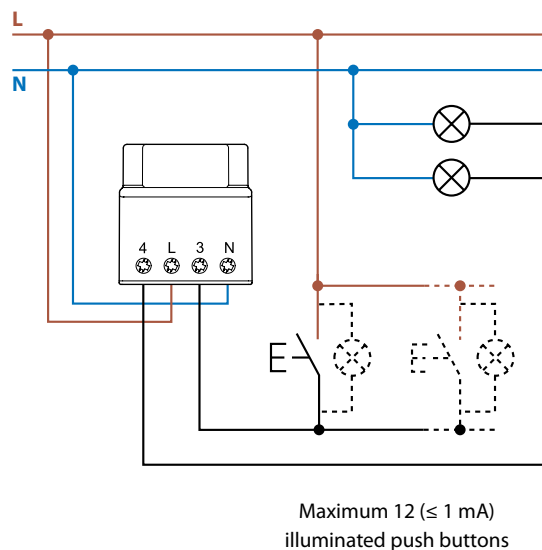 L
N
4 L 3 N
Maximum 12 (≤ 1 mA)
illuminated push buttons